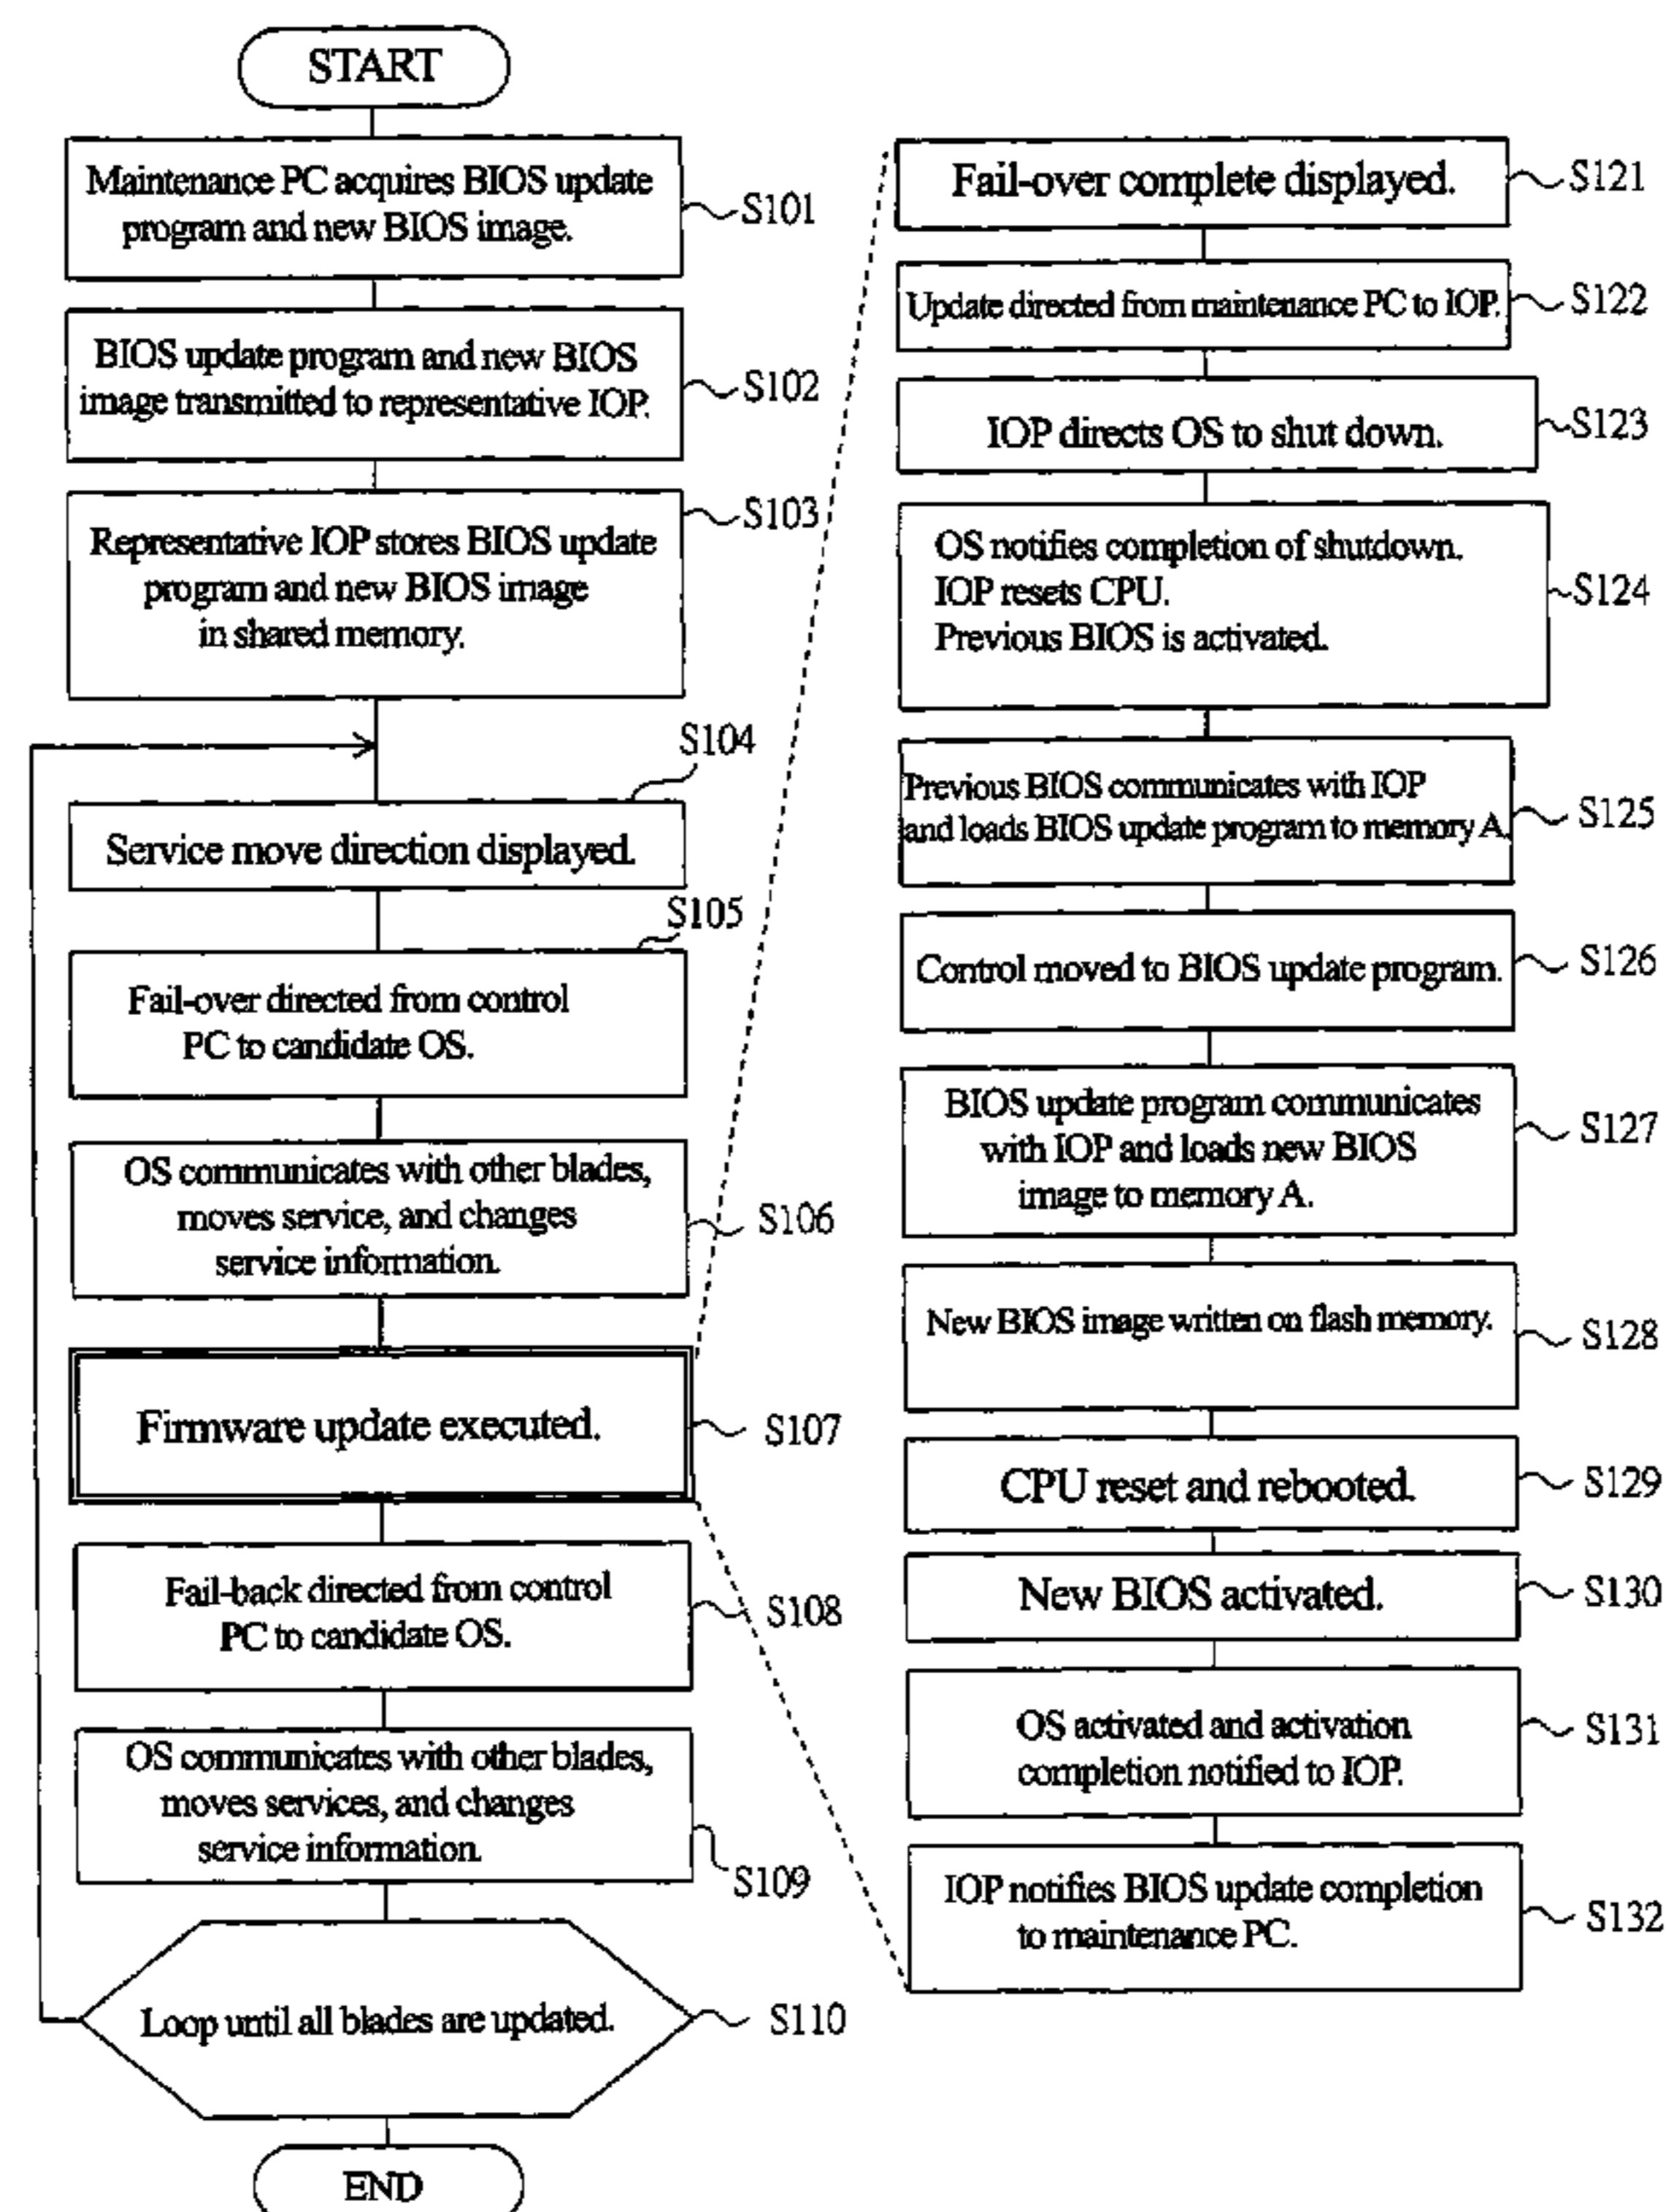 START
Maintenance PC acquires BIOS update
program and new BIOS image.
S101
BIOS update program and new BIOS
image transmitted to representative IOP.
S102
Representative IOP stores BIOS update
program and new BIOS image
in shared memory.
S103
S104
Service move direction displayed.
S105
Fail-over directed from control
PC to candidate OS.
OS communicates with other blades,
moves service, and changes
service information.
S106
Firmware update executed.
S107
Fail-back directed from control
PC to candidate OS.
S108
OS communicates with other blades,
moves services, and changes
service information.
S109
Loop until all blades are updated.
S110
END
Fail-over complete displayed.
S121
Update directed from maintenance PC to IOP.
S122
IOP directs OS to shut down.
S123
OS notifies completion of shutdown.
IOP resets CPU.
Previous BIOS is activated.
S124
Previous BIOS communicates with IOP
and loads BIOS update program to memory A.
S125
Control moved to BIOS update program.
S126
BIOS update program communicates
with IOP and loads new BIOS
image to memory A.
S127
New BIOS image written on flash memory.
S128
CPU reset and rebooted.
S129
New BIOS activated.
S130
OS activated and activation
completion notified to IOP.
S131
IOP notifies BIOS update completion
to maintenance PC.
S132